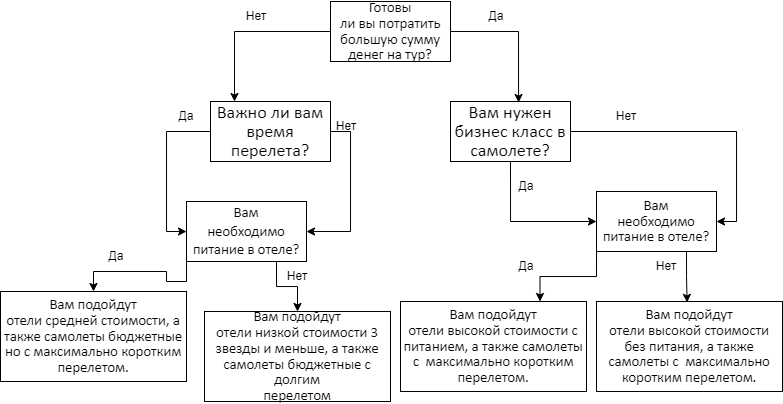 Готовы
ли вы потратить
большую сумму
денег на тур?
Нет
Да
Важно ли вам
время
перелета?
Да
Нет
Вам нужен
бизнес класс в
самолете?
Нет
Да
Вам
необходимо
питание в отеле?
Вам
необходимо
питание в отеле?
Да
Нет
Да
Нет
Вам подойдут
отели средней стоимости, а
также самолеты бюджетные
но с максимально коротким
перелетом.
Вам подойдут
отели низкой стоимости 3
звезды и меньше, а также
самолеты бюджетные с
долгим
перелетом
Вам подойдут
отели высокой стоимости с
питанием, а также самолеты
с максимально коротким
перелетом.
Вам подойдут
отели высокой стоимости
без питания, а также
самолеты с максимально
коротким перелетом.